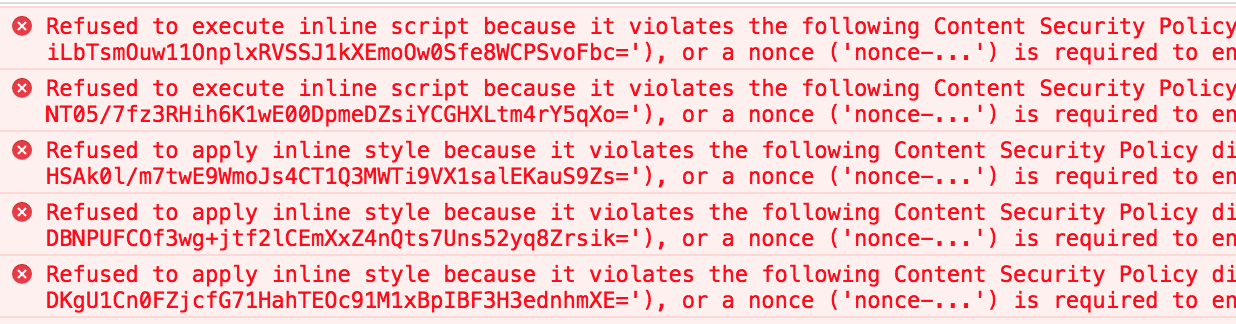 Refused to execute inline script because it violates the following Content Security Policy
iLbTsmOuw11OnplxRVSSJ1kXEmoOw0Sfe8WCPSvoFbc='), or a nonce ('nonce-...') is required to en
Refused to execute inline script because it violates the following Content Security Policy
NT05/7fz3RHih6K1wE00DpmeDZsiYCGHXLtm4rY5qXo='), or a nonce ('nonce-...') is required to en
Refused to apply inline style because it violates the following Content Security Policy di
HSAk0l/m7twE9WmoJs4CT1Q3MWTi9VX1salEKauS9Zs='), or a nonce ('nonce-...') is required to en
Refused to apply inline style because it violates the following Content Security Policy di
DBNPUFCOf3wg+jtf2lCEmXxZ4nQts7Uns52yq8Zrsik='), or a nonce ('nonce-...') is required to en
Refused to apply inline style because it violates the following Content Security Policy di
DKgU1Cn0FZjcfG71HahTEOc91M1xBpIBF3H3ednhmXE='), or a nonce ('nonce-...') is required to en